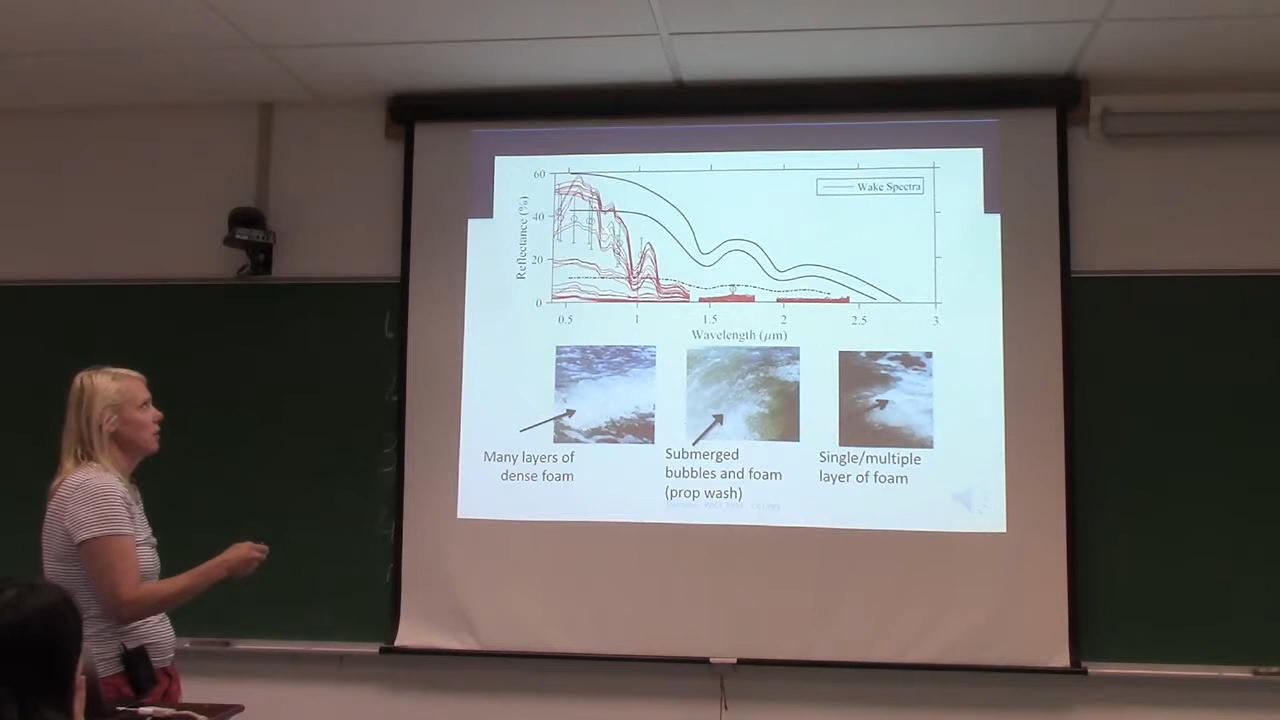 60
Wake Spectra
40
Reflectance (%)
20
0
0.5 1 1.5 2 2.5 3
Wavelength (μm)
Many layers of
dense foam
Submerged
bubbles and foam
(prop wash)
Single/multiple
layer of foam